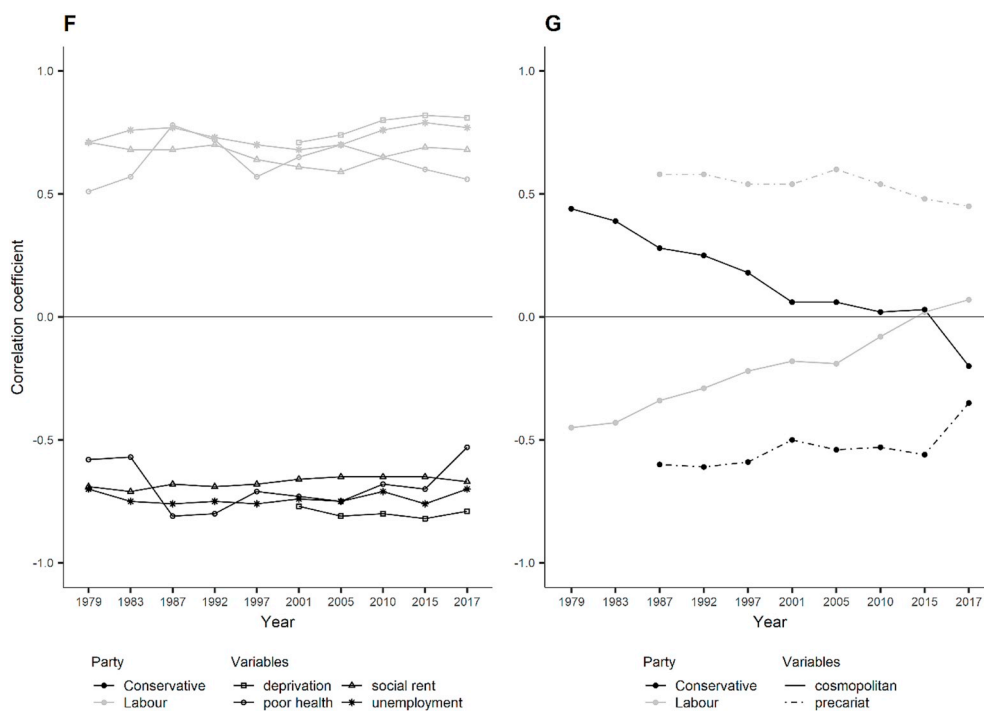 F
1.0
0.5
0.0
-0.5
-1.0
Correlation coefficient
1979 1983 1987 1992 1997 2001 2005 2010 2015 2017
Year
Party Variables
Conservative deprivation social rent
Labour poor health unemployment
G
1.0
0.5
0.0
-0.5
-1.0
1979 1983 1987 1992 1997 2001 2005 2010 2015 2017
Year
Party Variables
Conservative cosmopolitan
Labour precariat